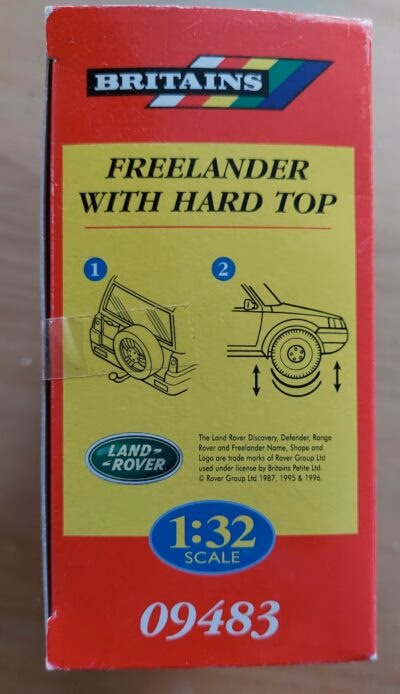 BRITAINS
FREELANDER
WITH HARD TOP
1
2
LAND-
-ROVER
The Land Rover Discovery, Defender, Range
Rover and Freelander Name, Shape and
Logo are trade marks of Rover Group Ltd
used under license by Britains Petite Ltd.
© Rover Group Ltd 1987, 1995 & 1996.
1:32
SCALE
09483